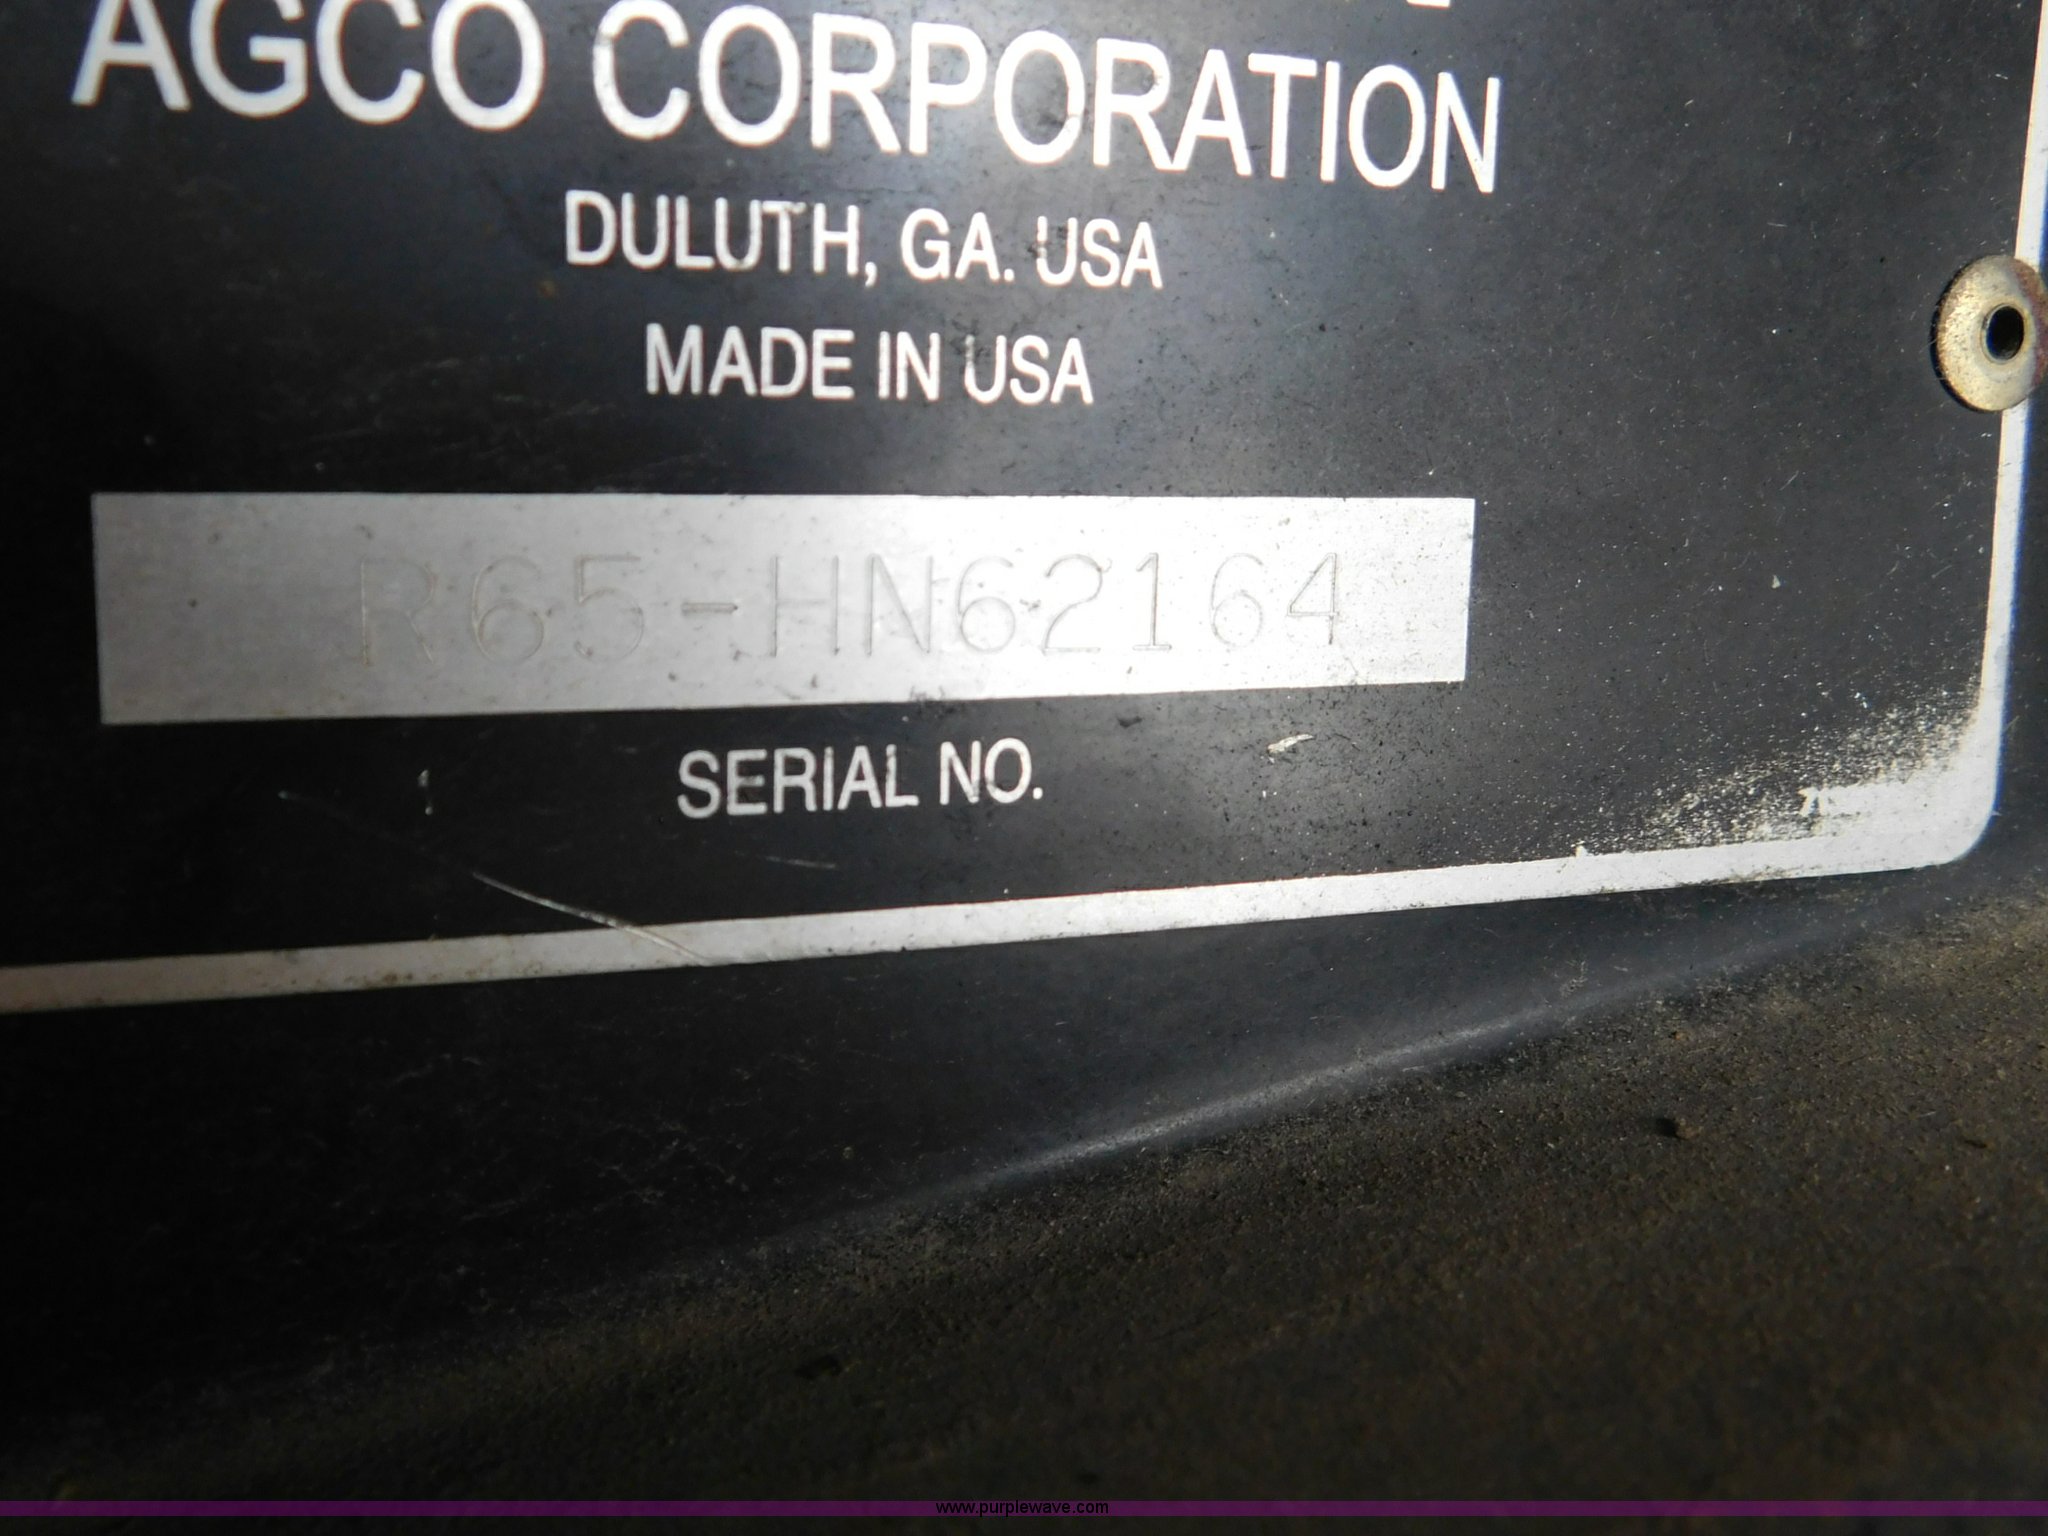 AGCO CORPORATION
DULUTH, GA. USA
MADE IN USA
R65-HN62164
SERIAL NO.
www.purplewave.com